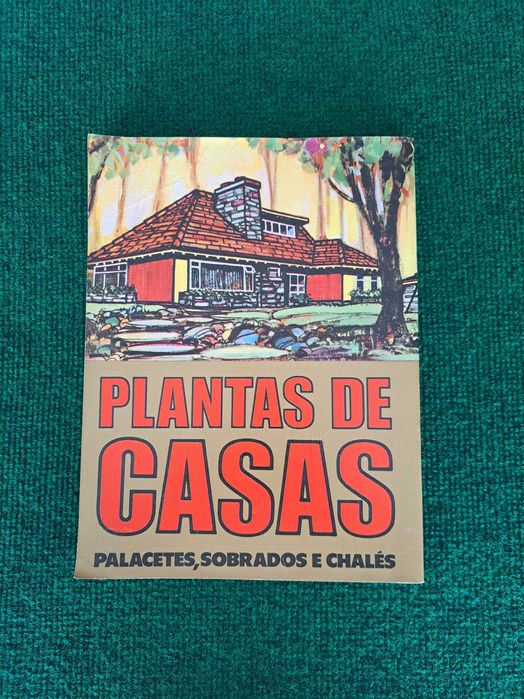 PLANTAS DE
CASAS
PALACETES, SOBRADOS E CHALÉS